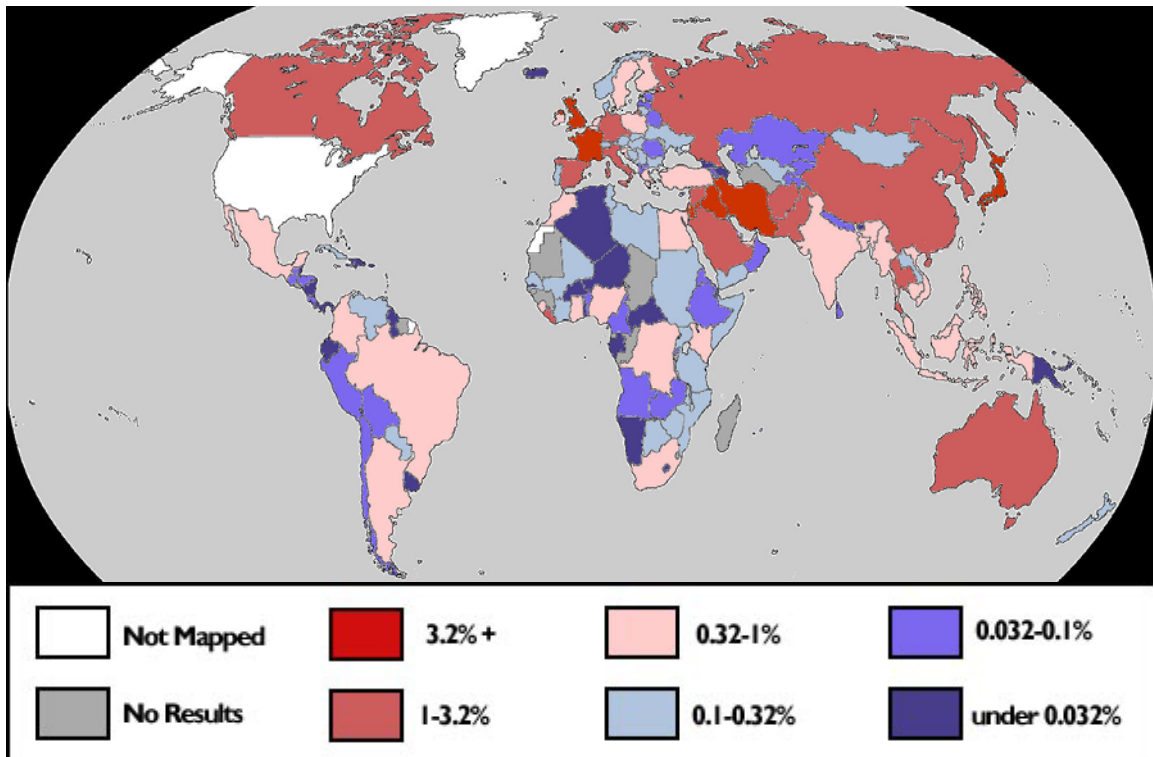 Not Mapped
3.2% +
0.32-1%
0.032-0.1%
No Results
1-3.2%
0.1-0.32%
under 0.032%